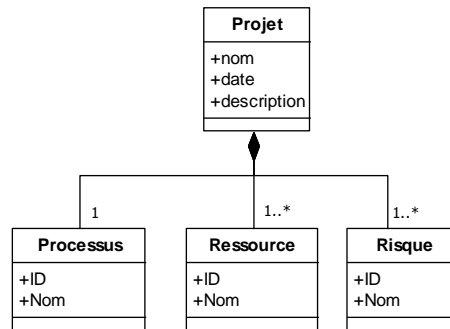 Projet
+nom
+date
+description
1
1..*
1..*
Processus
+ID
+Nom
Ressource
+ID
+Nom
Risque
+ID
+Nom